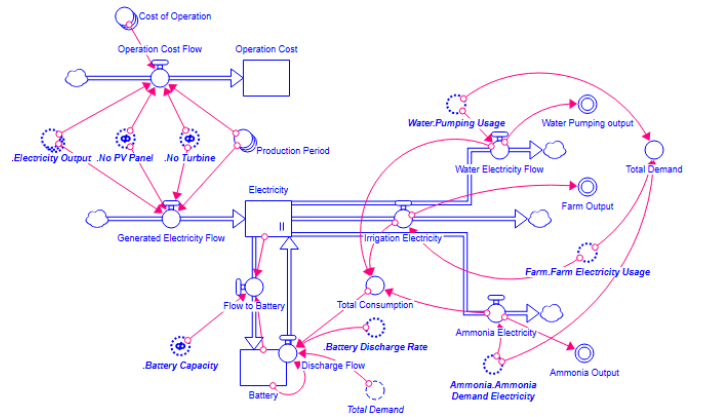 Cost of Operation
Operation Cost Flow
Operation Cost
.Electricity Output
.No PV Panel
.No Turbine
Production Period
Φ
Φ
Water.Pumping Usage
Water Pumping output
Water Electricity Flow
Total Demand
Electricity
Farm Output
Generated Electricity Flow
Irrigation Electricity
Farm.Farm Electricity Usage
Flow to Battery
Total Consumption
Ammonia Electricity
Φ
.Battery Discharge Rate
.Battery Capacity
Discharge Flow
Ammonia Output
Ammonia.Ammonia
Demand Electricity
Battery
Total Demand